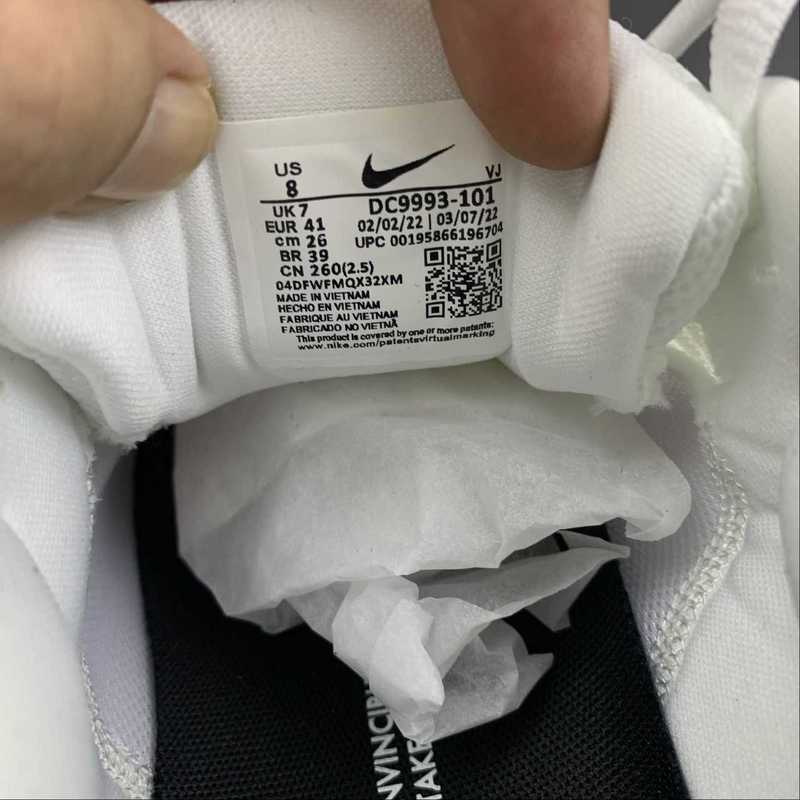 US
8
VJ
UK 7
DC9993-101
EUR 41
02/02/22 | 03/07/22
cm 26
UPC 00195866196704
BR 39
CN 260(2.5)
04DFWFMQX32XM
MADE IN VIETNAM
HECHO EN VIETNAM
FABRIQUE AU VIETNAM
FABRICADO NO VIETNÃ
This product is covered by one or more patents:
www.nike.com/patentsvirtualmarking